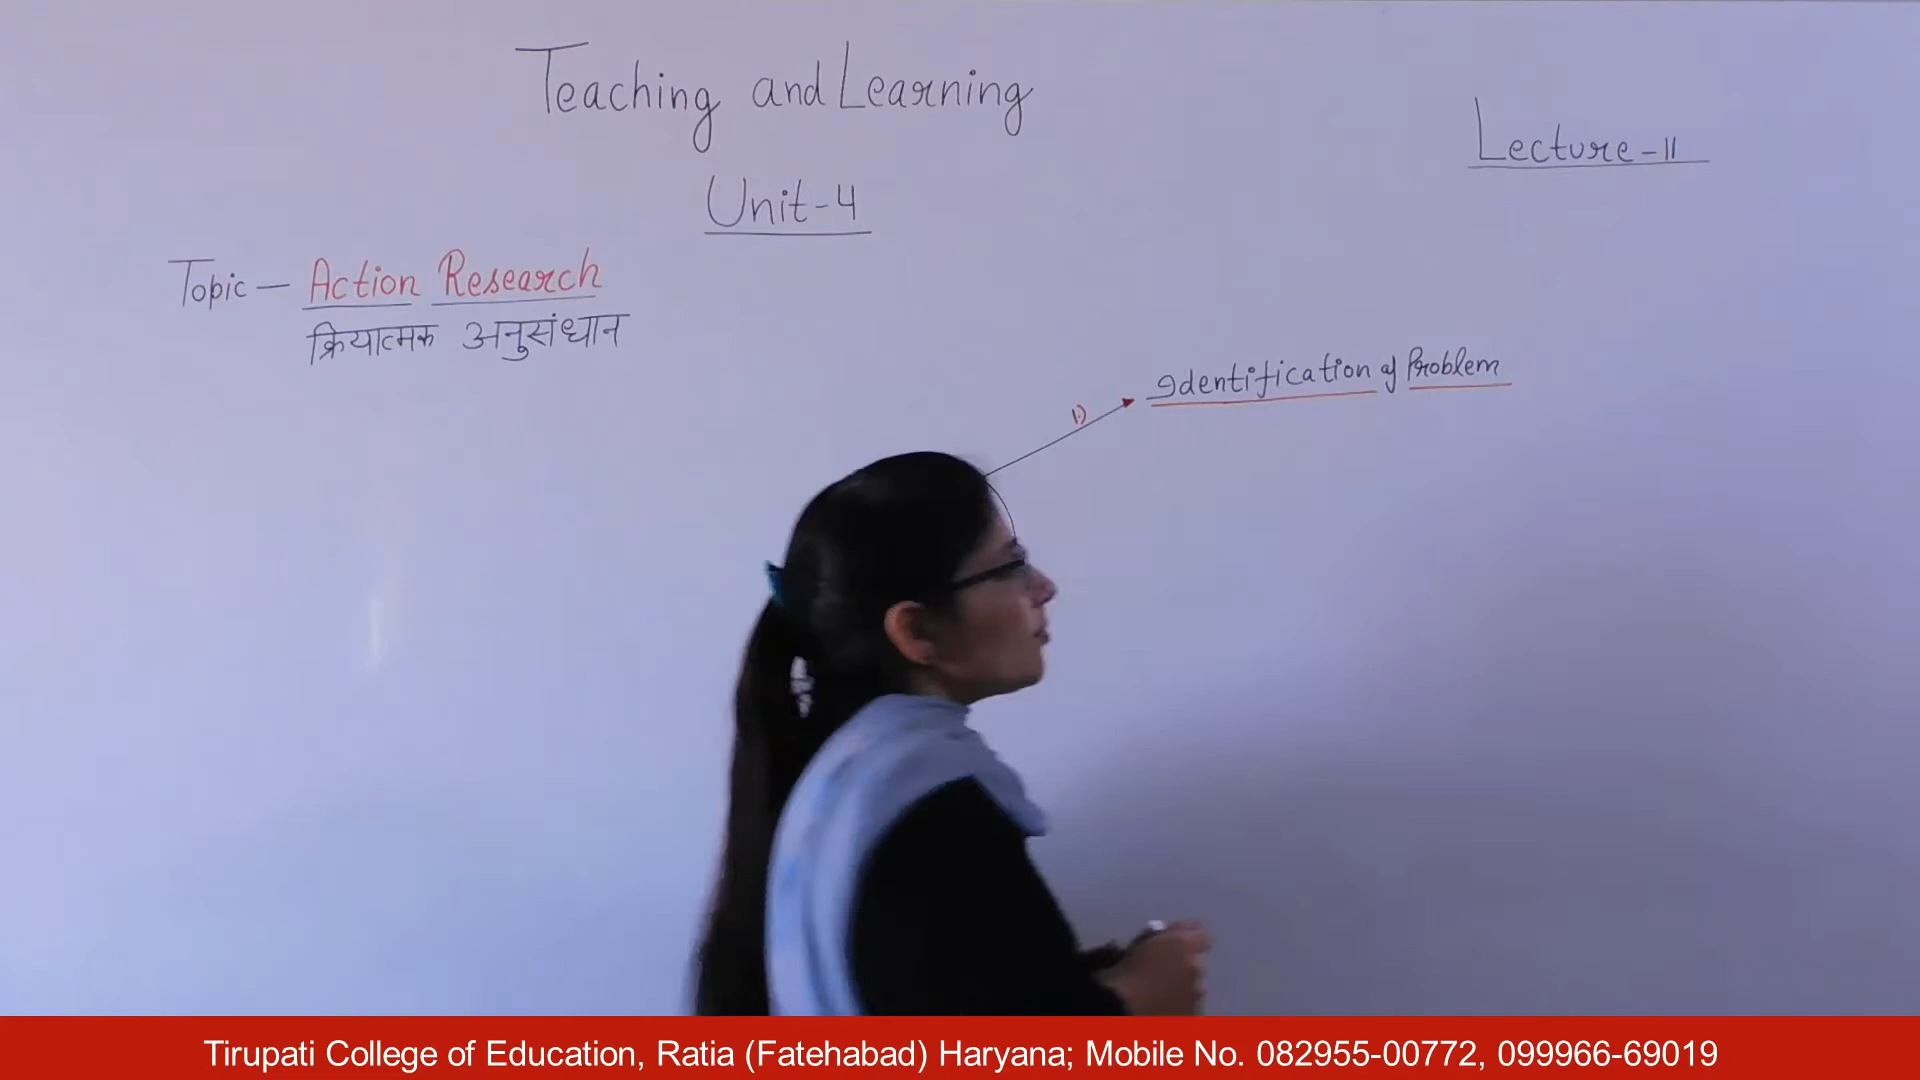 Teaching and Learning
Lecture-11
Unit-4
Topic — Action Research
क्रियात्मक अनुसंधान
1.) Identification of Problem
Tirupati College of Education, Ratia (Fatehabad) Haryana; Mobile No. 082955-00772, 099966-69019